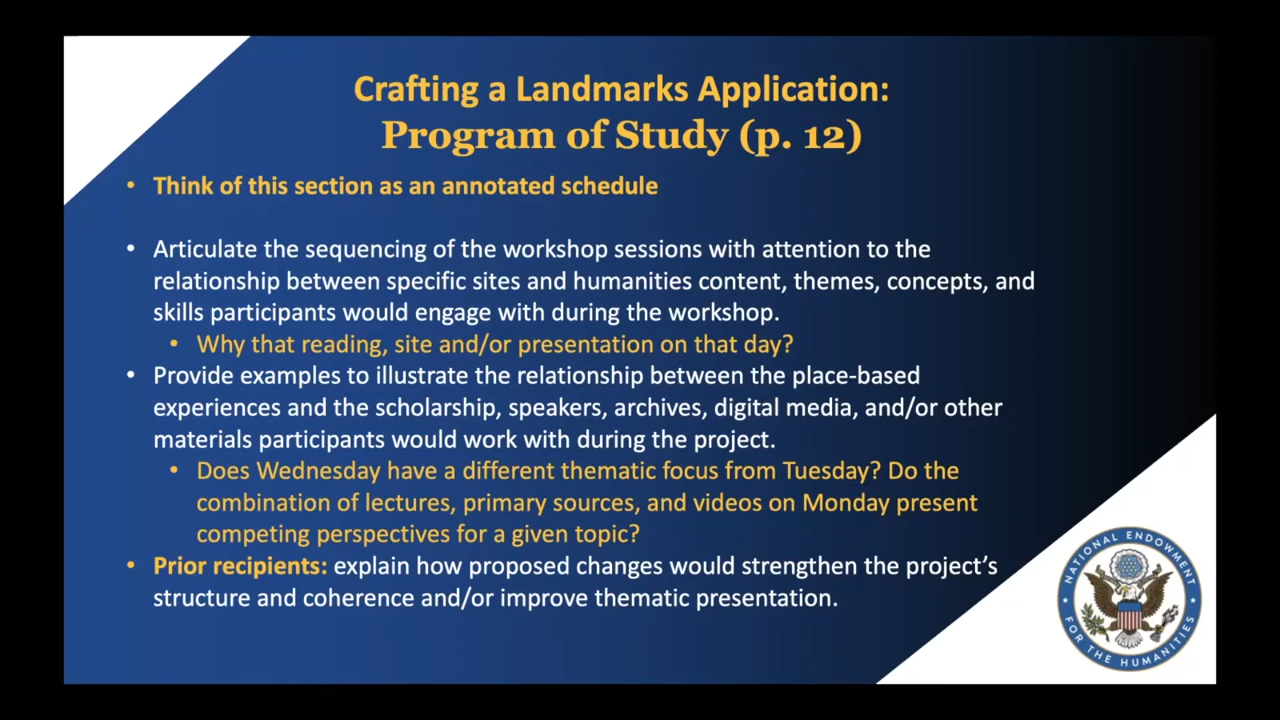 Crafting a Landmarks Application:
Program of Study (p. 12)
• Think of this section as an annotated schedule
• Articulate the sequencing of the workshop sessions with attention to the
relationship between specific sites and humanities content, themes, concepts, and
skills participants would engage with during the workshop.
• Why that reading, site and/or presentation on that day?
• Provide examples to illustrate the relationship between the place-based
experiences and the scholarship, speakers, archives, digital media, and/or other
materials participants would work with during the project.
• Does Wednesday have a different thematic focus from Tuesday? Do the
combination of lectures, primary sources, and videos on Monday present
competing perspectives for a given topic?
• Prior recipients: explain how proposed changes would strengthen the project's
structure and coherence and/or improve thematic presentation.
NATIONAL ENDOWMENT
FOR THE HUMANITIES